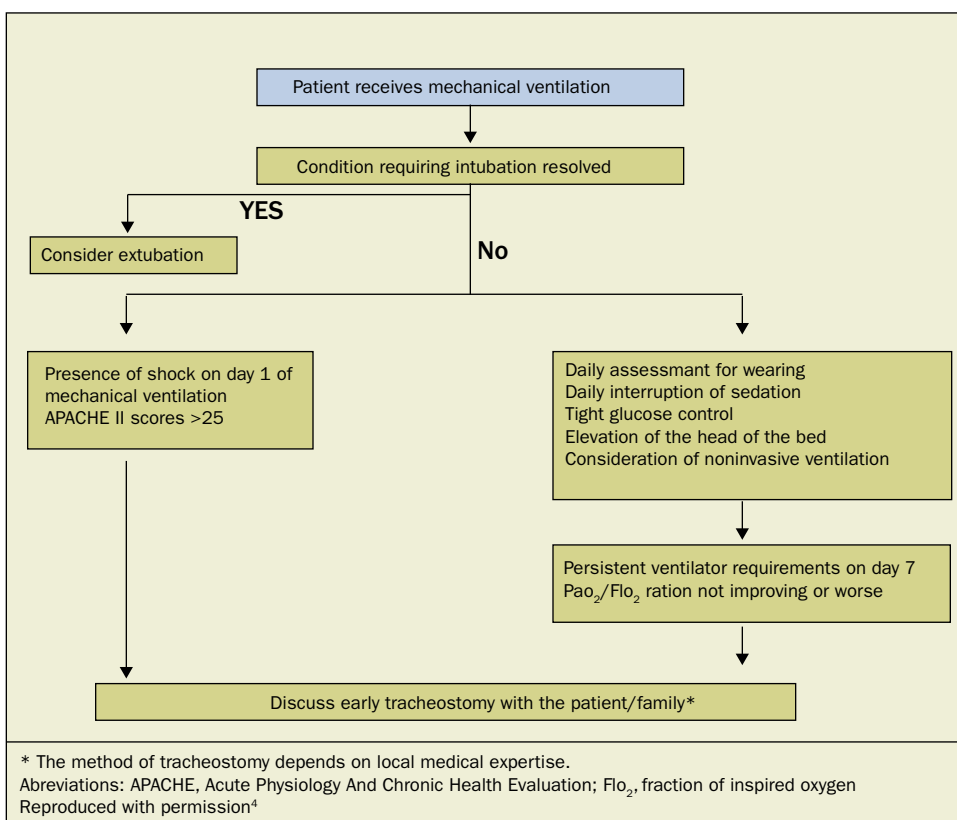 Patient receives mechanical ventilation
Condition requiring intubation resolved
YES
Consider extubation
No
Presence of shock on day 1 of
mechanical ventilation
APACHE II scores >25
Daily assessmant for wearing
Daily interruption of sedation
Tight glucose control
Elevation of the head of the bed
Consideration of noninvasive ventilation
Persistent ventilator requirements on day 7
Pao₂/Flo₂ ration not improving or worse
Discuss early tracheostomy with the patient/family*
* The method of tracheostomy depends on local medical expertise.
Abreviations: APACHE, Acute Physiology And Chronic Health Evaluation; Flo₂, fraction of inspired oxygen
Reproduced with permission⁴